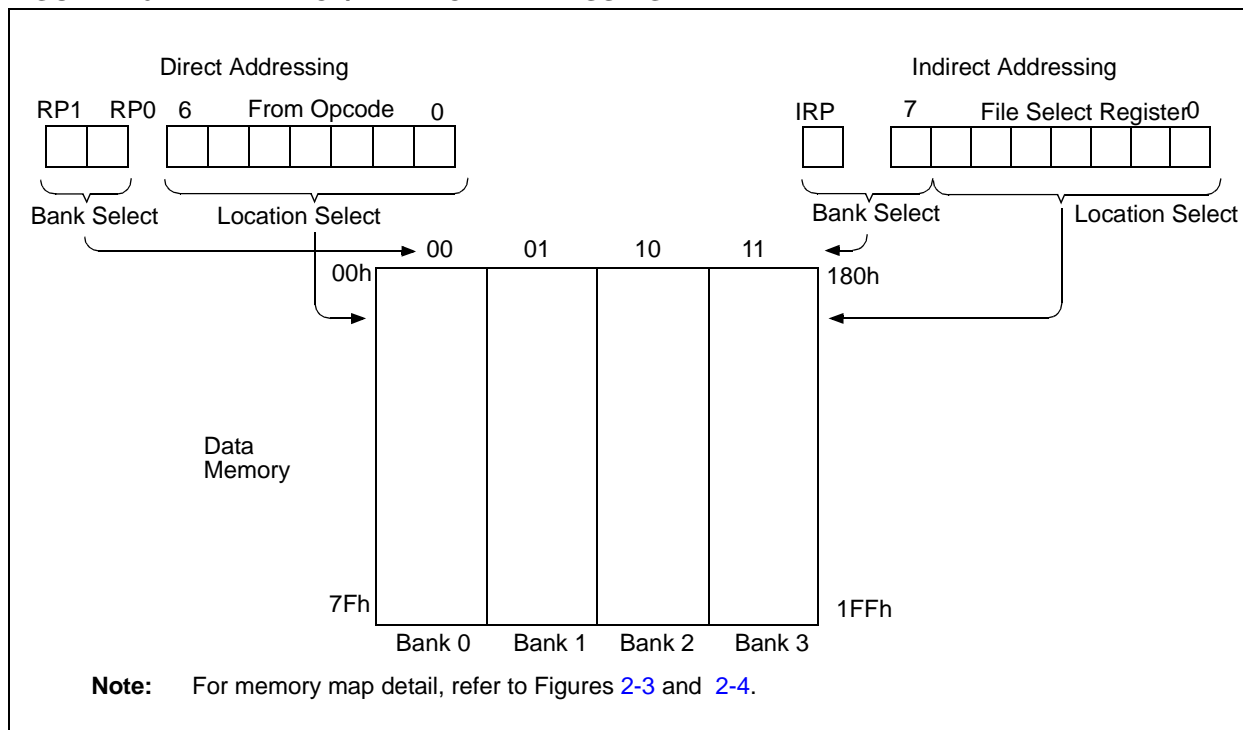 Direct Addressing
Indirect Addressing
RP1 RP0 6 From Opcode 0
IRP 7 File Select Register 0
Bank Select Location Select
Bank Select Location Select
00 01 10 11
00h
180h
Data
Memory
7Fh
1FFh
Bank 0 Bank 1 Bank 2 Bank 3
Note: For memory map detail, refer to Figures 2-3 and 2-4.